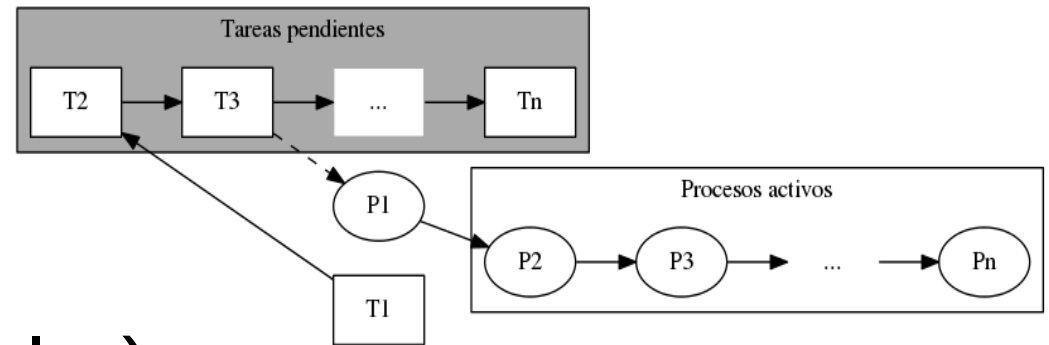 Tareas pendientes
T2 T3 ... Tn
P1
Procesos activos
P2 P3 ... Pn
T1